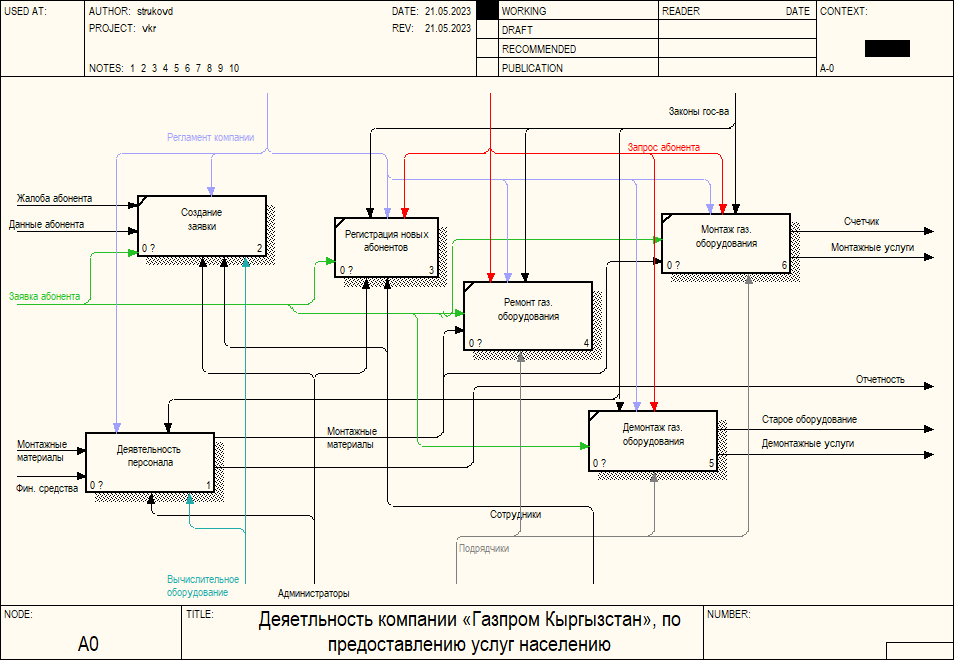 USED AT:
AUTHOR: strukovd
DATE: 21.05.2023
WORKING
READER
DATE
CONTEXT:
PROJECT: vkr
REV: 21.05.2023
DRAFT
RECOMMENDED
NOTES: 1 2 3 4 5 6 7 8 9 10
PUBLICATION
A-0
Законы гос-ва
Регламент компании
Запрос абонента
Жалоба абонента
Данные абонента
Создание
заявки
0 ?
2
Регистрация новых
абонентов
0 ?
3
Монтаж газ.
оборудования
0 ?
6
Счетчик
Монтажные услуги
Заявка абонента
Ремонт газ.
оборудования
0 ?
4
Отчетность
Монтажные
материалы
Фин. средства
Деяятельность
персонала
0 ?
1
Монтажные
материалы
Демонтаж газ.
оборудования
0 ?
5
Старое оборудование
Демонтажные услуги
Сотрудники
Подрядчики
Вычислительное
оборудование
Администраторы
NODE:
A0
TITLE:
Деяетльность компании «Газпром Кыргызстан», по
предоставлению услуг населению
NUMBER: